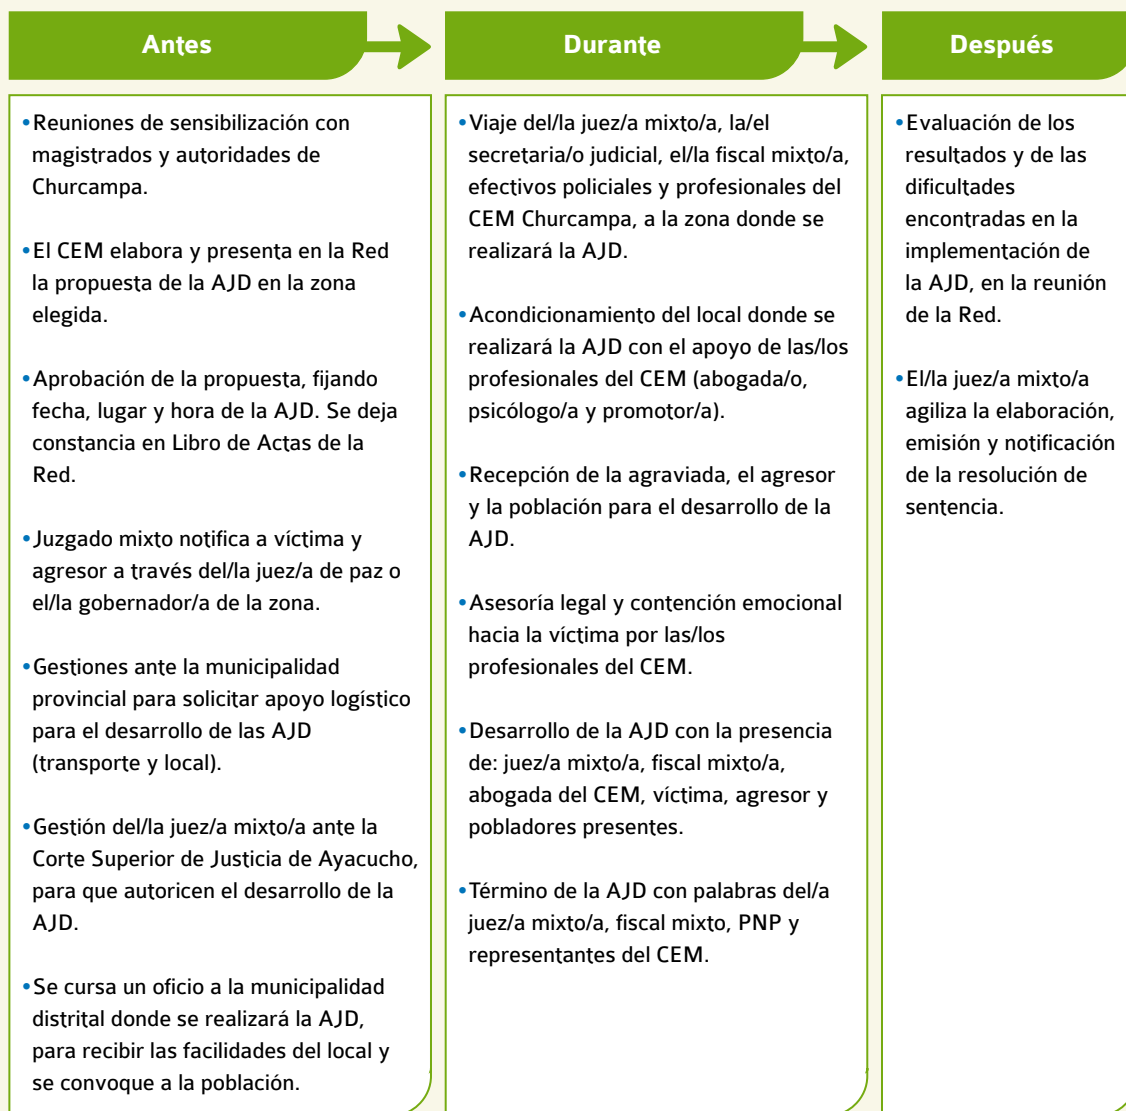 Antes
•Reuniones de sensibilización con
magistrados y autoridades de
Churcampa.
•El CEM elabora y presenta en la Red
la propuesta de la AJD en la zona
elegida.
•Aprobación de la propuesta, fijando
fecha, lugar y hora de la AJD. Se deja
constancia en Libro de Actas de la
Red.
•Juzgado mixto notifica a víctima y
agresor a través del/la juez/a de paz o
el/la gobernador/a de la zona.
•Gestiones ante la municipalidad
provincial para solicitar apoyo logístico
para el desarrollo de las AJD
(transporte y local).
•Gestión del/la juez/a mixto/a ante la
Corte Superior de Justicia de Ayacucho,
para que autoricen el desarrollo de la
AJD.
•Se cursa un oficio a la municipalidad
distrital donde se realizará la AJD,
para recibir las facilidades del local y
se convoque a la población.
Durante
•Viaje del/la juez/a mixto/a, la/el
secretaria/o judicial, el/la fiscal mixto/a,
efectivos policiales y profesionales del
CEM Churcampa, a la zona donde se
realizará la AJD.
•Acondicionamiento del local donde se
realizará la AJD con el apoyo de las/los
profesionales del CEM (abogada/o,
psicólogo/a y promotor/a).
•Recepción de la agraviada, el agresor
y la población para el desarrollo de la
AJD.
•Asesoría legal y contención emocional
hacia la víctima por las/los
profesionales del CEM.
•Desarrollo de la AJD con la presencia
de: juez/a mixto/a, fiscal mixto/a,
abogada del CEM, víctima, agresor y
pobladores presentes.
•Término de la AJD con palabras del/a
juez/a mixto/a, fiscal mixto, PNP y
representantes del CEM.
Después
•Evaluación de los
resultados y de las
dificultades
encontradas en la
implementación de
la AJD, en la reunión
de la Red.
•El/la juez/a mixto/a
agiliza la elaboración,
emisión y notificación
de la resolución de
sentencia.